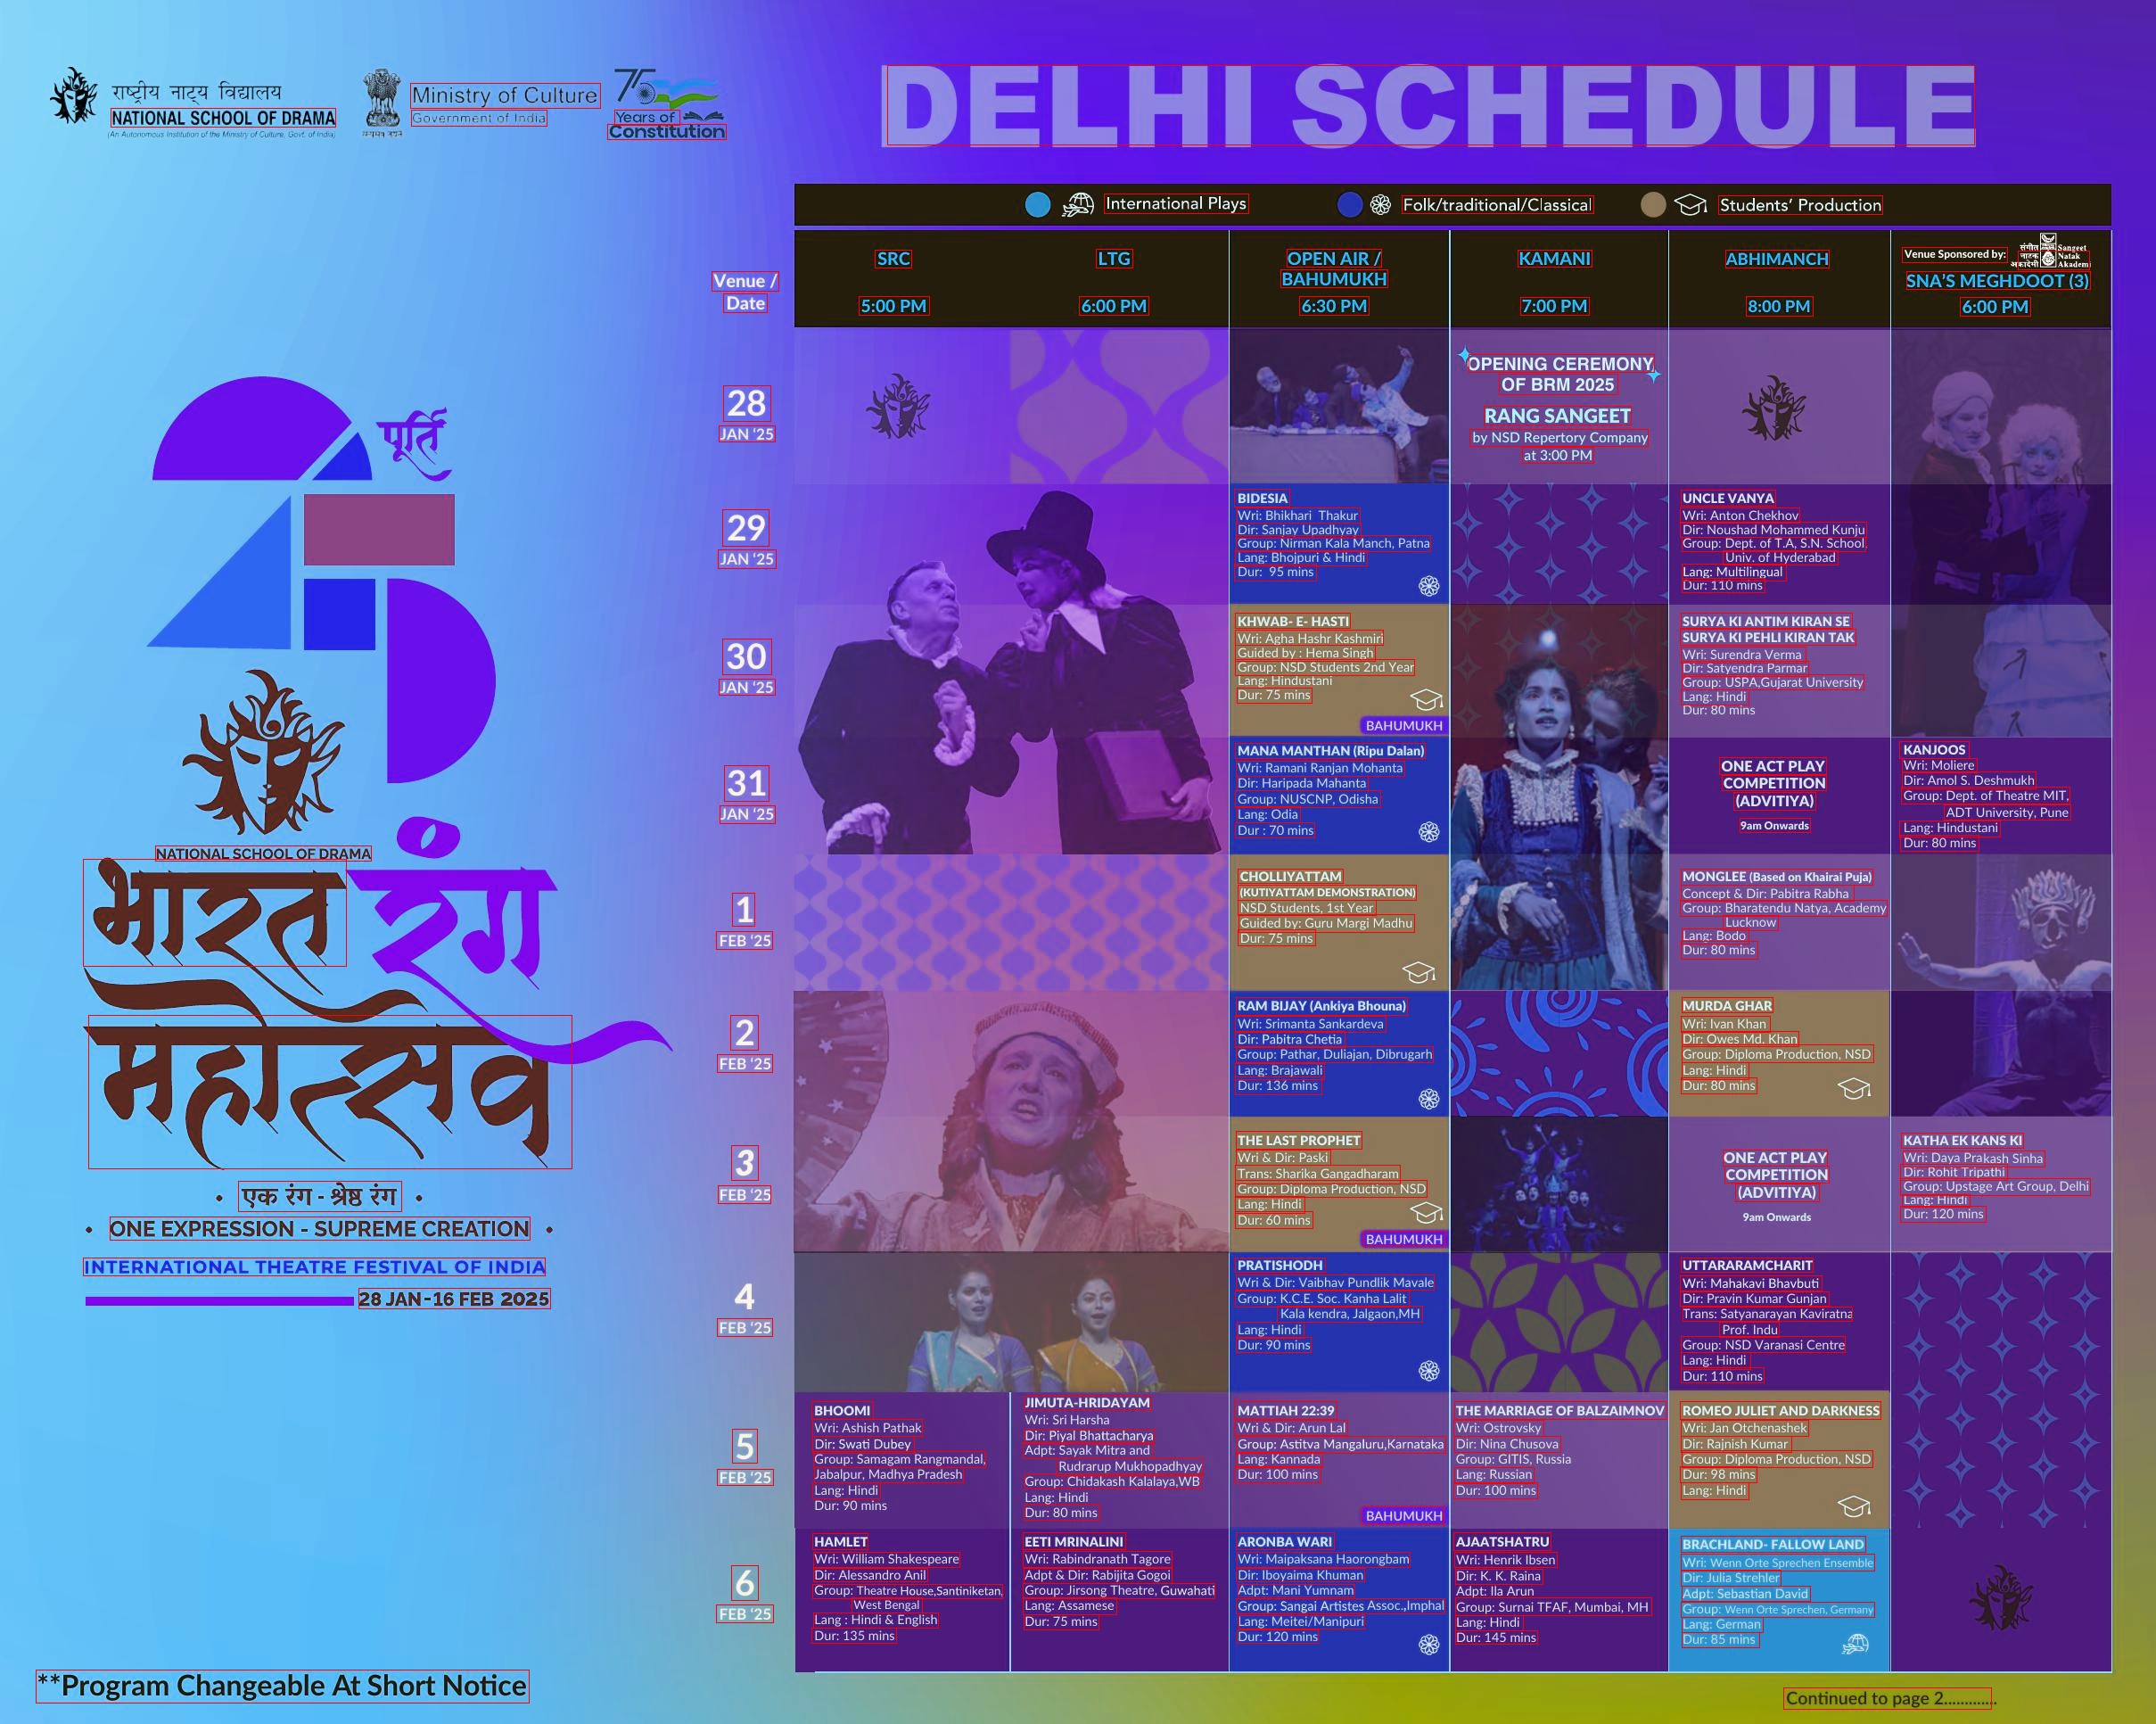 राष्ट्रीय नाट्य विद्यालय
NATIONAL SCHOOL OF DRAMA
(An Autonomous Institution of the Ministry of Culture, Govt. of India)
Ministry of Culture
Government of India
75
Years of
Constitution
DELHI SCHEDULE
International Plays
Folk/traditional/Classical
Students’ Production
Venue /
Date
SRC
5:00 PM
LTG
6:00 PM
OPEN AIR /
BAHUMUKH
6:30 PM
KAMANI
7:00 PM
ABHIMANCH
8:00 PM
Venue Sponsored by:
संगीत
नाटक
अकादेमी
Sangeet
Natak
Akademi
SNA’S MEGHDOOT (3)
6:00 PM
28
JAN ‘25
OPENING CEREMONY
OF BRM 2025
RANG SANGEET
by NSD Repertory Company
at 3:00 PM
29
JAN ‘25
BIDESIA
Wri: Bhikhari Thakur
Dir: Sanjay Upadhyay
Group: Nirman Kala Manch, Patna
Lang: Bhojpuri & Hindi
Dur: 95 mins
UNCLE VANYA
Wri: Anton Chekhov
Dir: Noushad Mohammed Kunju
Group: Dept. of T.A, S.N. School
Univ. of Hyderabad
Lang: Multilingual
Dur: 110 mins
30
JAN ‘25
KHWAB- E- HASTI
Wri: Agha Hashr Kashmiri
Guided by : Hema Singh
Group: NSD Students 2nd Year
Lang: Hindustani
Dur: 75 mins
BAHUMUKH
SURYA KI ANTIM KIRAN SE
SURYA KI PEHLI KIRAN TAK
Wri: Surendra Verma
Dir: Satyendra Parmar
Group: USPA,Gujarat University
Lang: Hindi
Dur: 80 mins
31
JAN ‘25
MANA MANTHAN (Ripu Dalan)
Wri: Ramani Ranjan Mohanta
Dir: Haripada Mahanta
Group: NUSCNP, Odisha
Lang: Odia
Dur : 70 mins
ONE ACT PLAY
COMPETITION
(ADVITIYA)
9am Onwards
KANJOOS
Wri: Moliere
Dir: Amol S. Deshmukh
Group: Dept. of Theatre MIT,
ADT University, Pune
Lang: Hindustani
Dur: 80 mins
1
FEB ‘25
CHOLLIYATTAM
(KUTIYATTAM DEMONSTRATION)
NSD Students, 1st Year
Guided by: Guru Margi Madhu
Dur: 75 mins
MONGLEE (Based on Khairai Puja)
Concept & Dir: Pabitra Rabha
Group: Bharatendu Natya, Academy
Lucknow
Lang: Bodo
Dur: 80 mins
2
FEB ‘25
RAM BIJAY (Ankiya Bhouna)
Wri: Srimanta Sankardeva
Dir: Pabitra Chetia
Group: Pathar, Duliajan, Dibrugarh
Lang: Brajawali
Dur: 136 mins
MURDA GHAR
Wri: Ivan Khan
Dir: Owes Md. Khan
Group: Diploma Production, NSD
Lang: Hindi
Dur: 80 mins
3
FEB ‘25
THE LAST PROPHET
Wri & Dir: Paski
Trans: Sharika Gangadharam
Group: Diploma Production, NSD
Lang: Hindi
Dur: 60 mins
BAHUMUKH
ONE ACT PLAY
COMPETITION
(ADVITIYA)
9am Onwards
KATHA EK KANS KI
Wri: Daya Prakash Sinha
Dir: Rohit Tripathi
Group: Upstage Art Group, Delhi
Lang: Hindi
Dur: 120 mins
4
FEB ‘25
PRATISHODH
Wri & Dir: Vaibhav Pundlik Mavale
Group: K.C.E. Soc. Kanha Lalit
Kala kendra, Jalgaon,MH
Lang: Hindi
Dur: 90 mins
UTTARARAMCHARIT
Wri: Mahakavi Bhavbuti
Dir: Pravin Kumar Gunjan
Trans: Satyanarayan Kaviratna
Prof. Indu
Group: NSD Varanasi Centre
Lang: Hindi
Dur: 110 mins
5
FEB ‘25
BHOOMI
Wri: Ashish Pathak
Dir: Swati Dubey
Group: Samagam Rangmandal,
Jabalpur, Madhya Pradesh
Lang: Hindi
Dur: 90 mins
JIMUTA-HRIDAYAM
Wri: Sri Harsha
Dir: Piyal Bhattacharya
Adpt: Sayak Mitra and
Rudrarup Mukhopadhyay
Group: Chidakash Kalalaya,WB
Lang: Hindi
Dur: 80 mins
MATTIAH 22:39
Wri & Dir: Arun Lal
Group: Astitva Mangaluru,Karnataka
Lang: Kannada
Dur: 100 mins
BAHUMUKH
THE MARRIAGE OF BALZAIMNOV
Wri: Ostrovsky
Dir: Nina Chusova
Group: GITIS, Russia
Lang: Russian
Dur: 100 mins
ROMEO JULIET AND DARKNESS
Wri: Jan Otchenashek
Dir: Rajnish Kumar
Group: Diploma Production, NSD
Dur: 98 mins
Lang: Hindi
6
FEB ‘25
HAMLET
Wri: William Shakespeare
Dir: Alessandro Anil
Group: Theatre House,Santiniketan,
West Bengal
Lang : Hindi & English
Dur: 135 mins
EETI MRINALINI
Wri: Rabindranath Tagore
Adpt & Dir: Rabijita Gogoi
Group: Jirsong Theatre, Guwahati
Lang: Assamese
Dur: 75 mins
ARONBA WARI
Wri: Maipaksana Haorongbam
Dir: Iboyaima Khuman
Adpt: Mani Yumnam
Group: Sangai Artistes Assoc.,Imphal
Lang: Meitei/Manipuri
Dur: 120 mins
AJAATSHATRU
Wri: Henrik Ibsen
Dir: K. K. Raina
Adpt: Ila Arun
Group: Surnai TFAF, Mumbai, MH
Lang: Hindi
Dur: 145 mins
BRACHLAND- FALLOW LAND
Wri: Wenn Orte Sprechen Ensemble
Dir: Julia Strehler
Adpt: Sebastian David
Group: Wenn Orte Sprechen, Germany
Lang: German
Dur: 85 mins
25
पूर्ति
NATIONAL SCHOOL OF DRAMA
भारत रंग
महोत्सव
• एक रंग - श्रेष्ठ रंग •
• ONE EXPRESSION - SUPREME CREATION •
INTERNATIONAL THEATRE FESTIVAL OF INDIA
28 JAN-16 FEB 2025
**Program Changeable At Short Notice
Continued to page 2.............